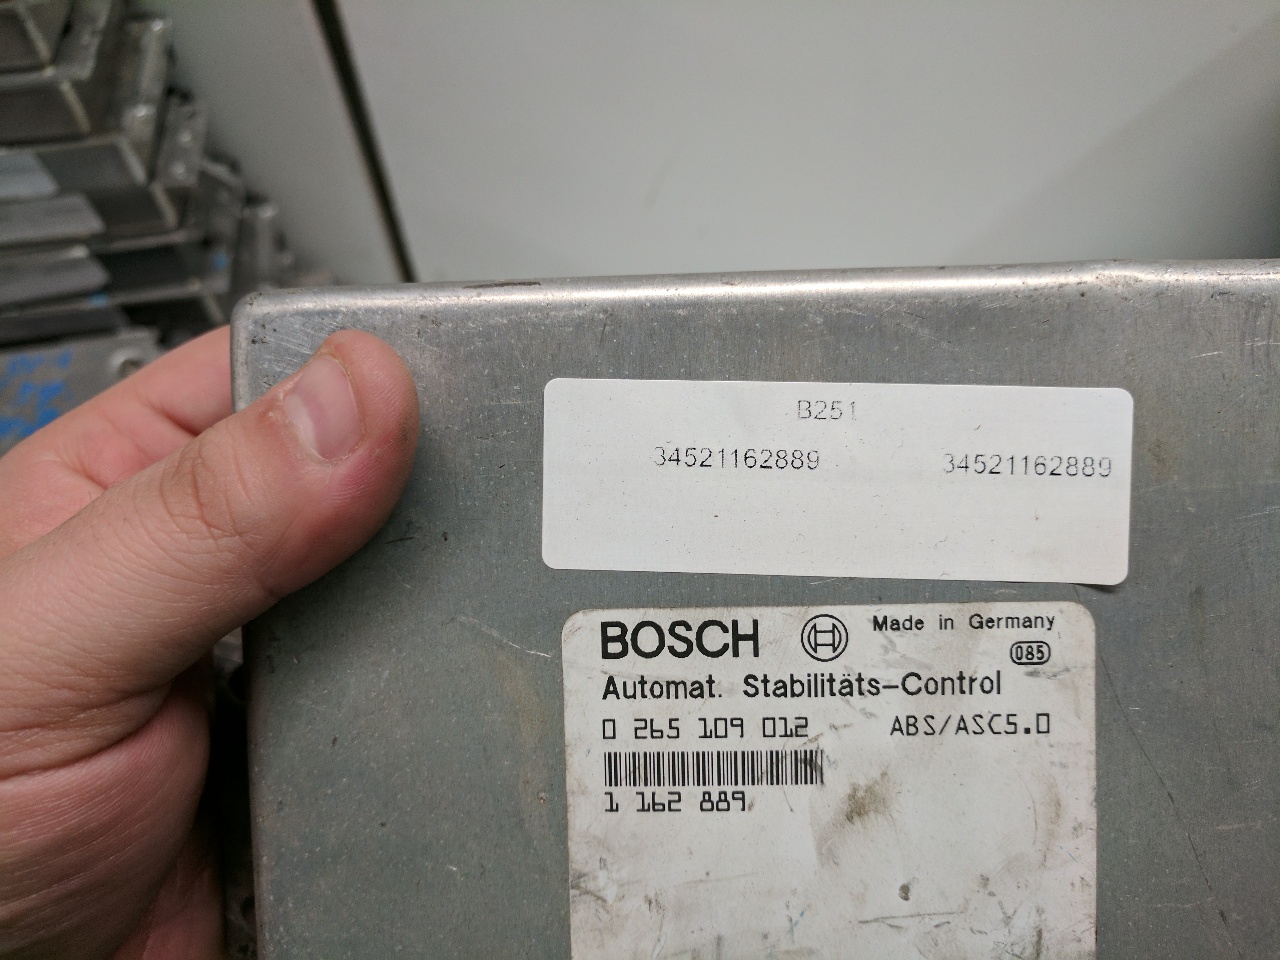 B251
34521162889 34521162889
BOSCH Made in Germany
085
Automat. Stabilitäts-Control
0 265 109 012 ABS/ASC5.0
1 162 889